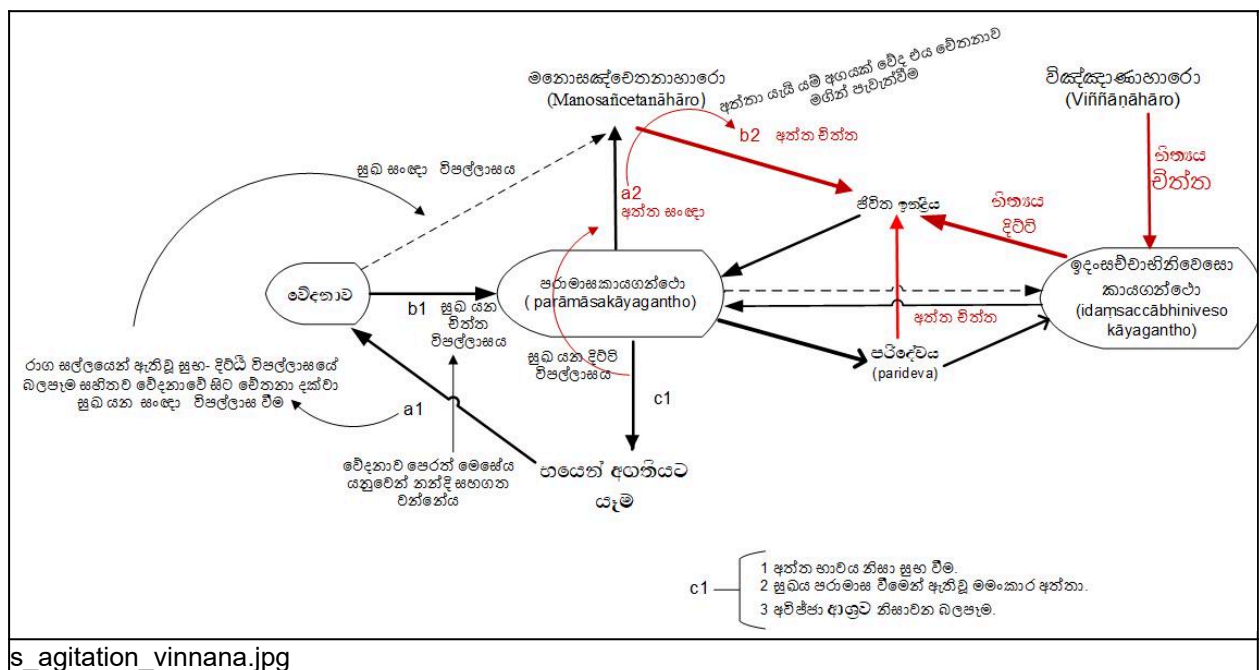 මනොසඤ්චෙතනාහාරො
(Manosañcetanāhāro)
අත්තා යැයි යම් අගයක් වේද එය චේතනාව
මගින් පැවැත්වීම
විඤ්ඤාණාහාරො
(Viññāṇāhāro)
b2 අත්ත චිත්ත
නිත්‍යය
චිත්ත
සුඛ සංඥා විපල්ලාසය
a2
අත්ත සංඥා
ජීවිත ඉන්ද්‍රිය
නිත්‍යය
දිට්ටි
වේදනාව
b1
සුඛ යන
චිත්ත
විපල්ලාසය
පරාමාසකායගන්ථො
( parāmāsakāyagantho)
ඉදංසච්චාභිනිවෙසො
කායගන්ථො
(idaṃsaccābhiniveso
kāyagantho)
අත්ත චිත්ත
සුඛ යන දිට්ටි
විපල්ලාසය
පරිදේවය
(parideva)
රාග සල්ලයෙන් ඇතිවූ සුභ- දිට්ඨි විපල්ලාසයේ
බලපෑම සහිතව වේදනාවේ සිට චේතනා දක්වා
සුඛ යන සංඥා විපල්ලාස වීම
a1
c1
වේදනාව පෙරත් මෙසේය
යනුවෙන් නන්දි සහගත
වන්නේය
භයෙන් අගතියට
යෑම
c1
1 අත්ත භාවය නිසා සුභ වීම.
2 සුඛය පරාමාස වීමෙන් ඇතිවූ මමංකාර අත්තා.
3 අවිජ්ජා ආශ්‍රව නිසාවන බලපෑම.
s_agitation_vinnana.jpg